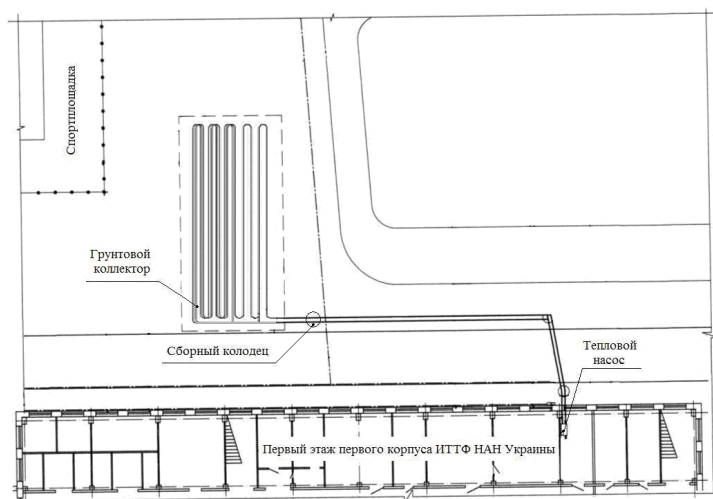 Спортплощадка
Грунтовой
коллектор
Сборный колодец
Тепловой
насос
Первый этаж первого корпуса ИТТФ НАН Украины